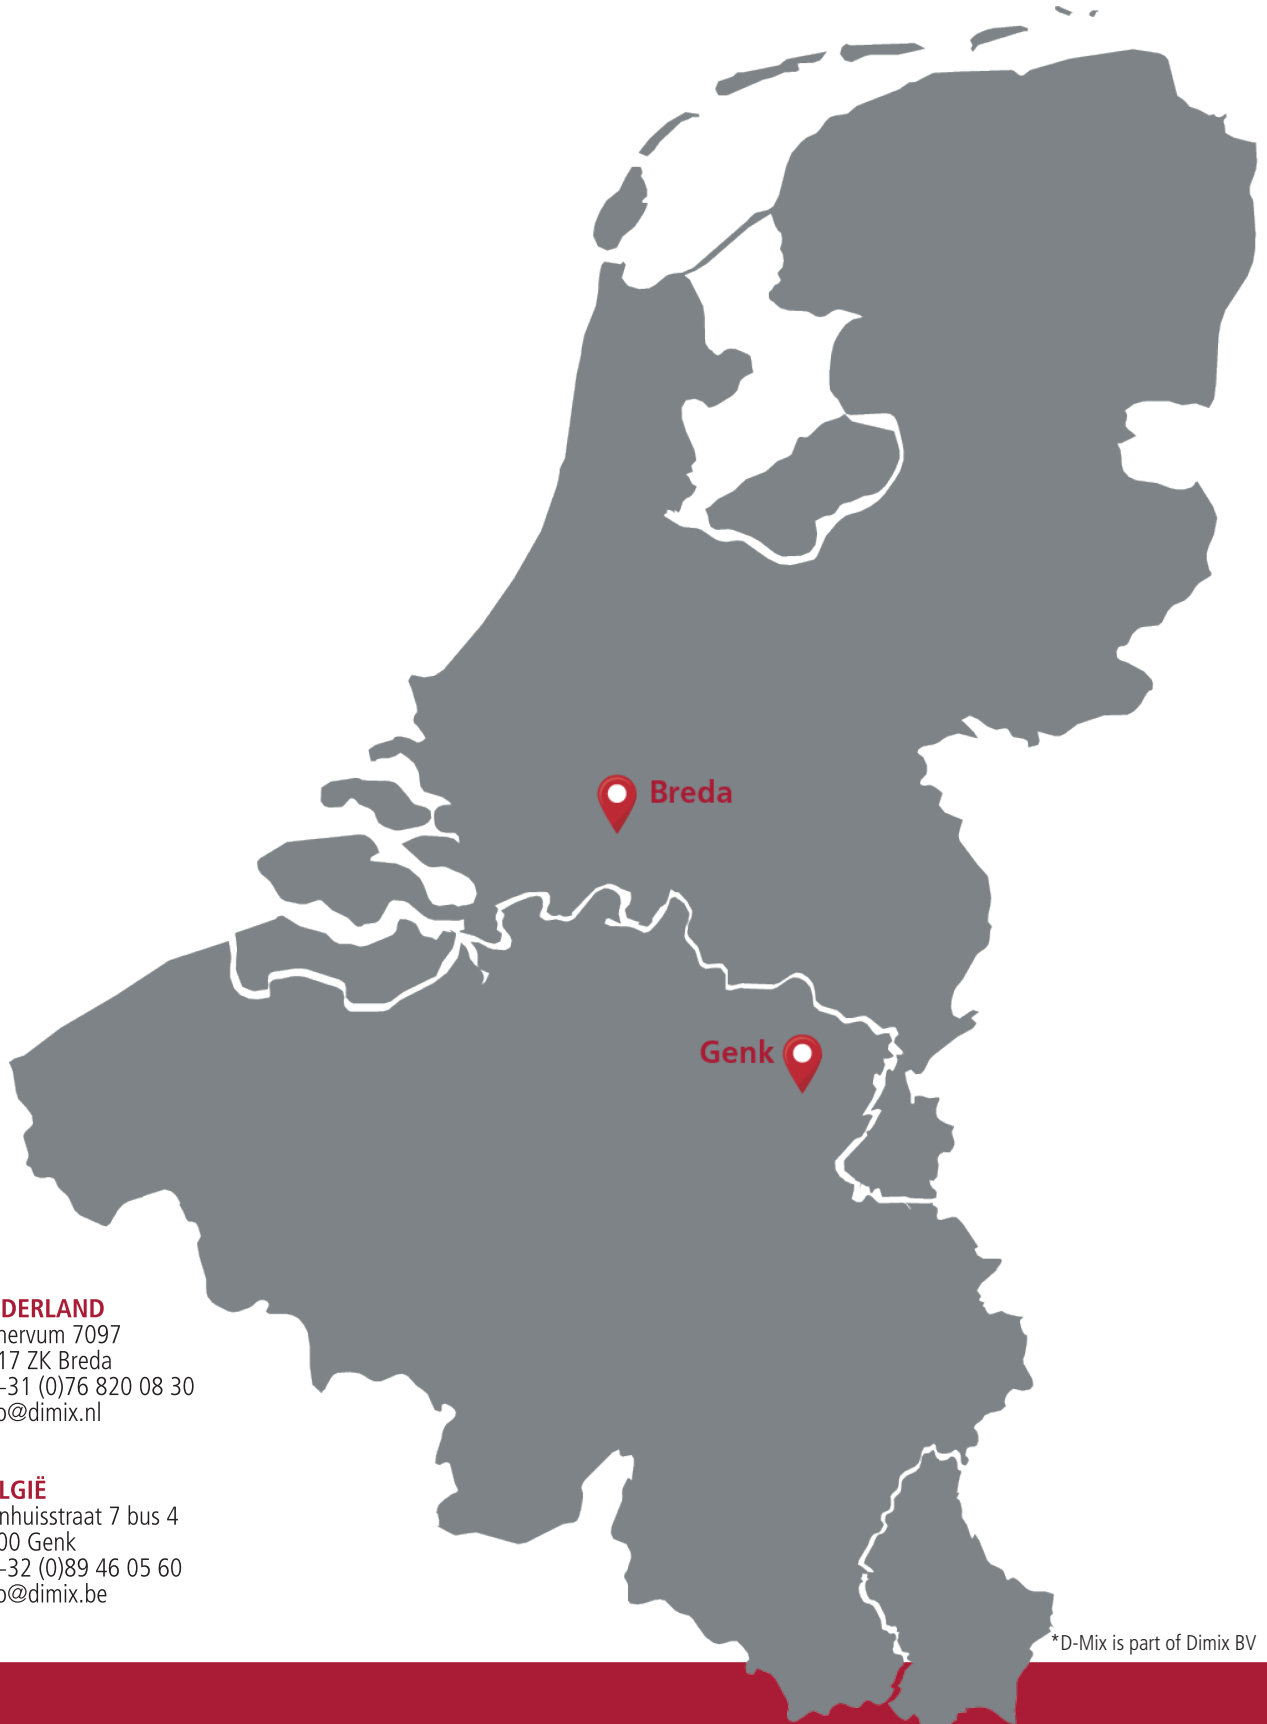 Breda
Genk
DERLAND
ervum 7097
17 ZK Breda
-31 (0)76 820 08 30
@dimix.nl
LGIË
nhuisstraat 7 bus 4
00 Genk
-32 (0)89 46 05 60
@dimix.be
*D-Mix is part of Dimix BV